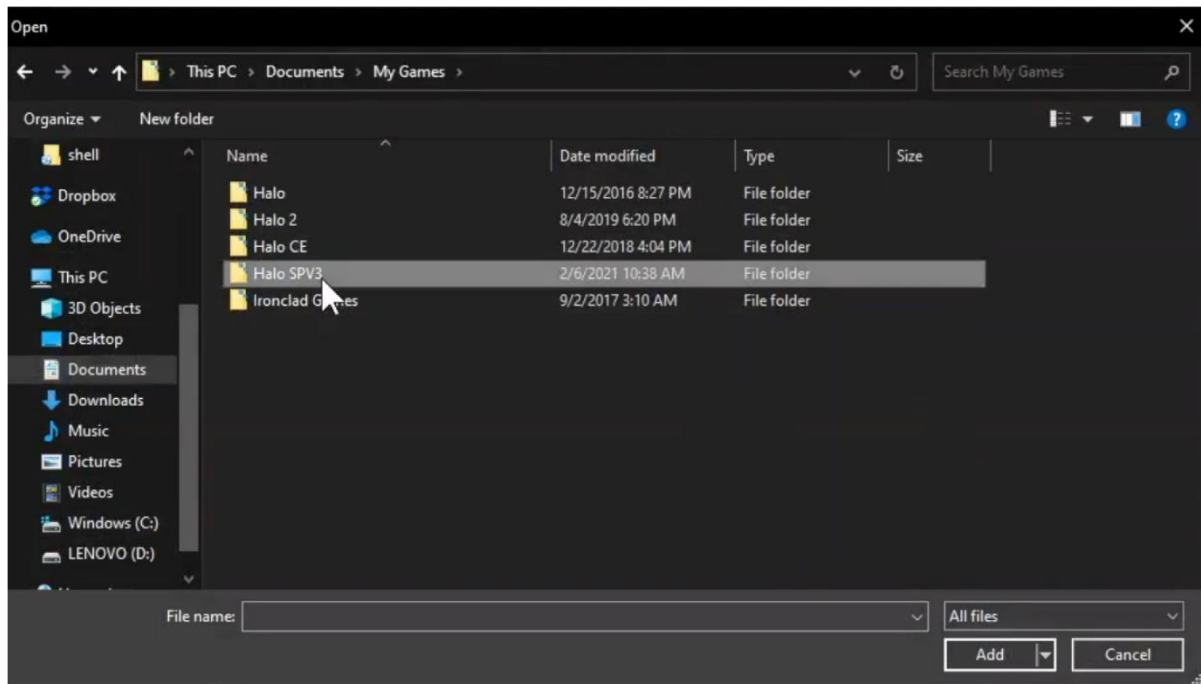 Open
This PC > Documents > My Games >
Search My Games
Organize
New folder
shell
Dropbox
OneDrive
This PC
3D Objects
Desktop
Documents
Downloads
Music
Pictures
Videos
Windows (C:)
LENOVO (D:)
Name Date modified Type Size
Halo 12/15/2016 8:27 PM File folder
Halo 2 8/4/2019 6:20 PM File folder
Halo CE 12/22/2018 4:04 PM File folder
Halo SPV3 2/6/2021 10:38 AM File folder
Ironclad Games 9/2/2017 3:10 AM File folder
File name:
All files
Add
Cancel